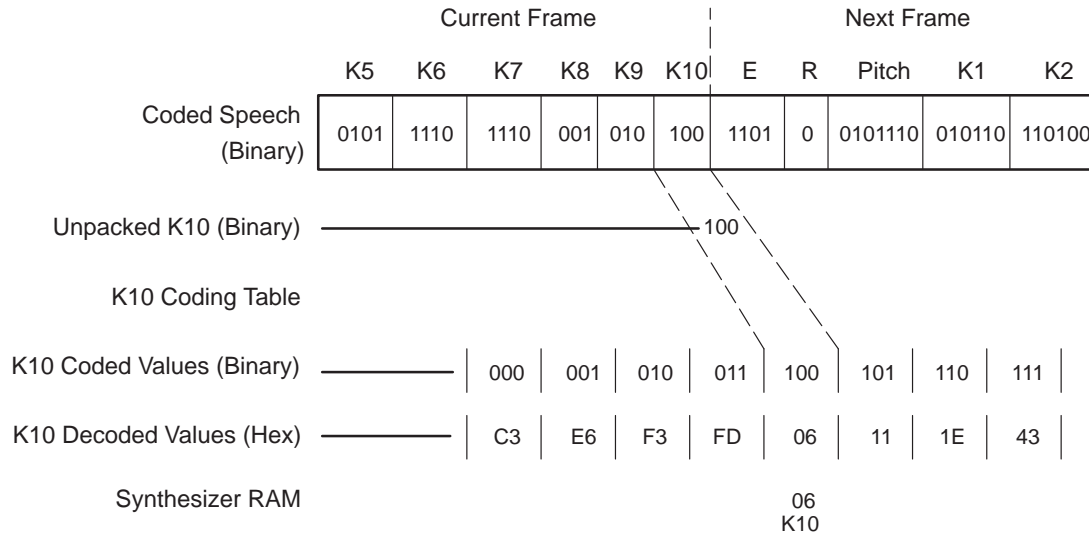 Current Frame Next Frame
K5 K6 K7 K8 K9 K10 E R Pitch K1 K2
Coded Speech
(Binary)
0101 1110 1110 001 010 100 1101 0 0101110 010110 110100
Unpacked K10 (Binary) 100
K10 Coding Table
K10 Coded Values (Binary) 000 001 010 011 100 101 110 111
K10 Decoded Values (Hex) C3 E6 F3 FD 06 11 1E 43
Synthesizer RAM 06
K10